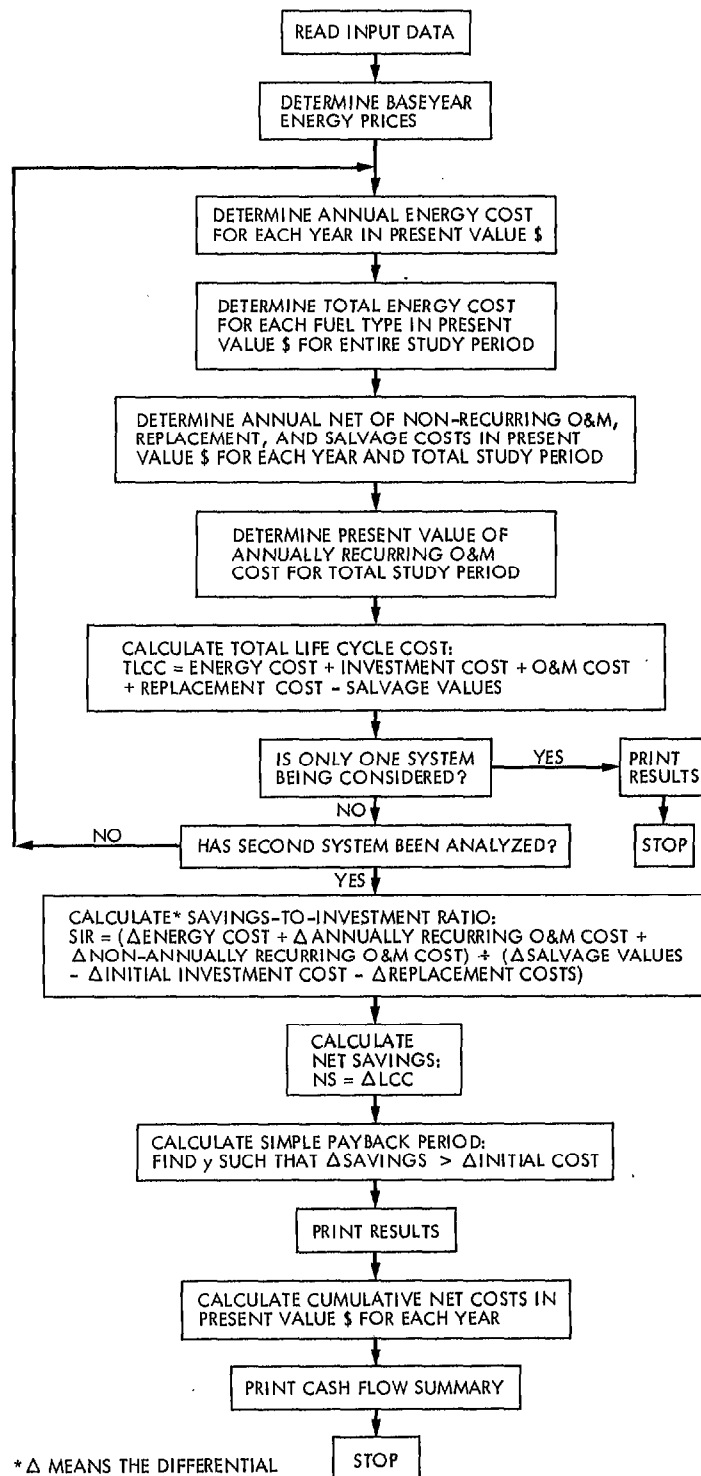 READ INPUT DATA
DETERMINE BASEYEAR
ENERGY PRICES
DETERMINE ANNUAL ENERGY COST
FOR EACH YEAR IN PRESENT VALUE $
DETERMINE TOTAL ENERGY COST
FOR EACH FUEL TYPE IN PRESENT
VALUE $ FOR ENTIRE STUDY PERIOD
DETERMINE ANNUAL NET OF NON-RECURRING O&M,
REPLACEMENT, AND SALVAGE COSTS IN PRESENT
VALUE $ FOR EACH YEAR AND TOTAL STUDY PERIOD
DETERMINE PRESENT VALUE OF
ANNUALLY RECURRING O&M
COST FOR TOTAL STUDY PERIOD
CALCULATE TOTAL LIFE CYCLE COST:
TLCC = ENERGY COST + INVESTMENT COST + O&M COST
+ REPLACEMENT COST - SALVAGE VALUES
IS ONLY ONE SYSTEM
BEING CONSIDERED?
YES
PRINT
RESULTS
NO
STOP
NO
HAS SECOND SYSTEM BEEN ANALYZED?
YES
CALCULATE* SAVINGS-TO-INVESTMENT RATIO:
SIR = (ΔENERGY COST + Δ ANNUALLY RECURRING O&M COST +
ΔNON-ANNUALLY RECURRING O&M COST) ÷ (ΔSALVAGE VALUES
- ΔINITIAL INVESTMENT COST - ΔREPLACEMENT COSTS)
CALCULATE
NET SAVINGS:
NS = ΔLCC
CALCULATE SIMPLE PAYBACK PERIOD:
FIND y SUCH THAT ΔSAVINGS > ΔINITIAL COST
PRINT RESULTS
CALCULATE CUMULATIVE NET COSTS IN
PRESENT VALUE $ FOR EACH YEAR
PRINT CASH FLOW SUMMARY
STOP
*Δ MEANS THE DIFFERENTIAL